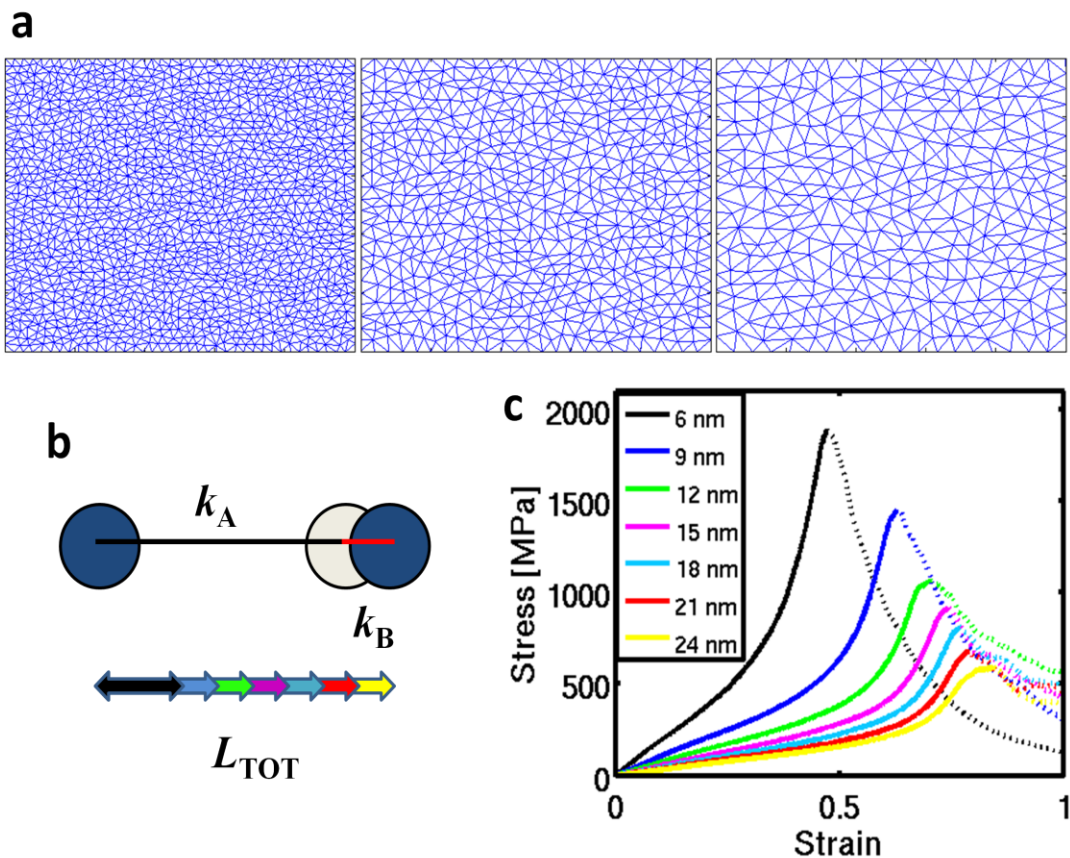 a
b
k_A
k_B
L_TOT
c
Stress [MPa]
2000
1500
1000
500
0
6 nm
9 nm
12 nm
15 nm
18 nm
21 nm
24 nm
0
0.5
1
Strain